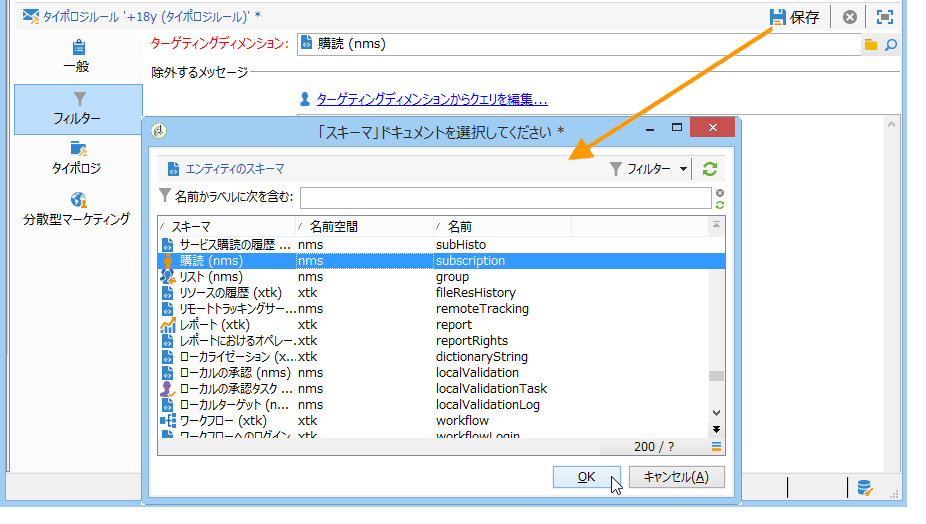 タイポロジルール '+18y (タイポロジルール)' *
保存
一般
フィルター
タイポロジ
分散型マーケティング
ターゲティングディメンション:
購読 (nms)
除外するメッセージ
ターゲティングディメンションからクエリを編集...
「スキーマ」ドキュメントを選択してください *
エンティティのスキーマ
フィルター
名前かラベルに次を含む:
スキーマ 名前空間 名前
サービス購読の履歴 ... nms subHisto
購読 (nms) nms subscription
リスト (nms) nms group
リソースの履歴 (xtk) xtk fileResHistory
リモートトラッキングサー... nms remoteTracking
レポート (xtk) xtk report
レポートにおけるオペレー... xtk reportRights
ローカライゼーション (x... xtk dictionaryString
ローカルの承認 (nms) nms localValidation
ローカルの承認タスク ... nms localValidationTask
ローカルターゲット (n... nms localValidationLog
ワークフロー (xtk) xtk workflow
ワークフローへのログイン xtk workflowLogin
200 / ?
OK
キャンセル(A)